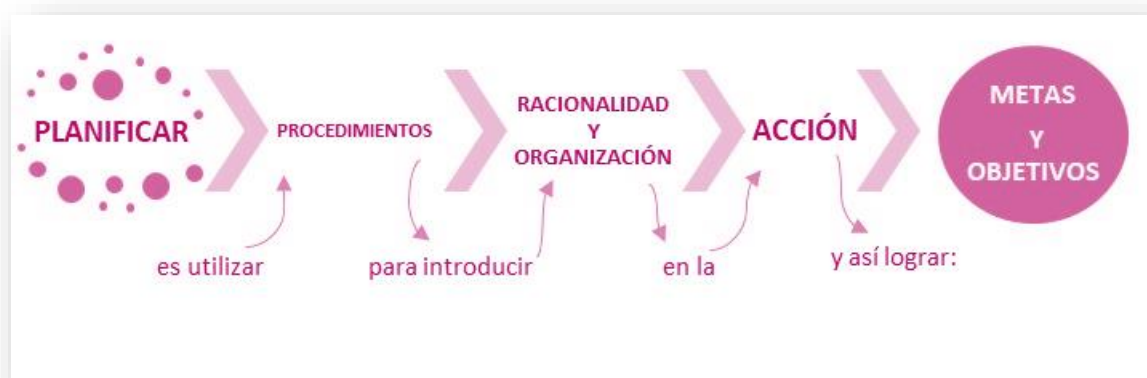 PLANIFICAR
es utilizar
PROCEDIMIENTOS
para introducir
RACIONALIDAD
Y
ORGANIZACIÓN
en la
ACCIÓN
y así lograr:
METAS
Y
OBJETIVOS